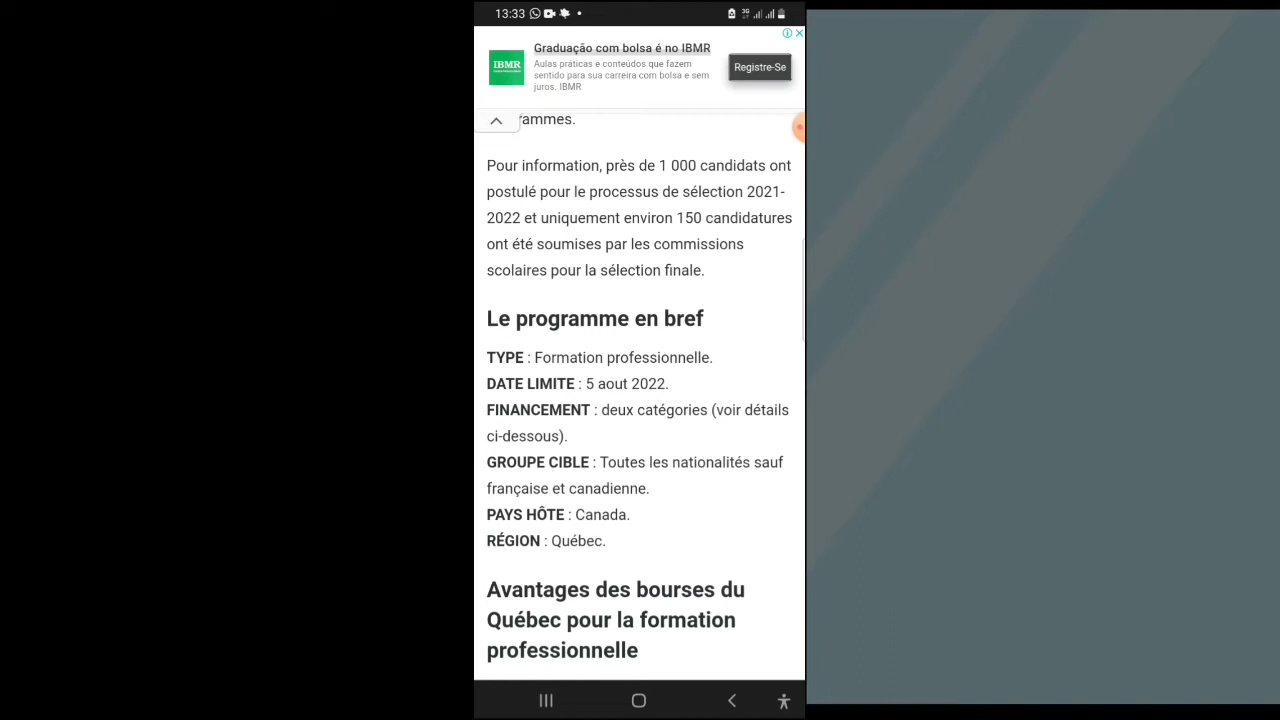 13:33
3G
Graduação com bolsa é no IBMR
IBMR
Aulas práticas e conteúdos que fazem
sentido para sua carreira com bolsa e sem
juros. IBMR
Registre-Se
rammes.
Pour information, près de 1 000 candidats ont
postulé pour le processus de sélection 2021-
2022 et uniquement environ 150 candidatures
ont été soumises par les commissions
scolaires pour la sélection finale.
Le programme en bref
TYPE : Formation professionnelle.
DATE LIMITE : 5 aout 2022.
FINANCEMENT : deux catégories (voir détails
ci-dessous).
GROUPE CIBLE : Toutes les nationalités sauf
française et canadienne.
PAYS HÔTE : Canada.
RÉGION : Québec.
Avantages des bourses du
Québec pour la formation
professionnelle